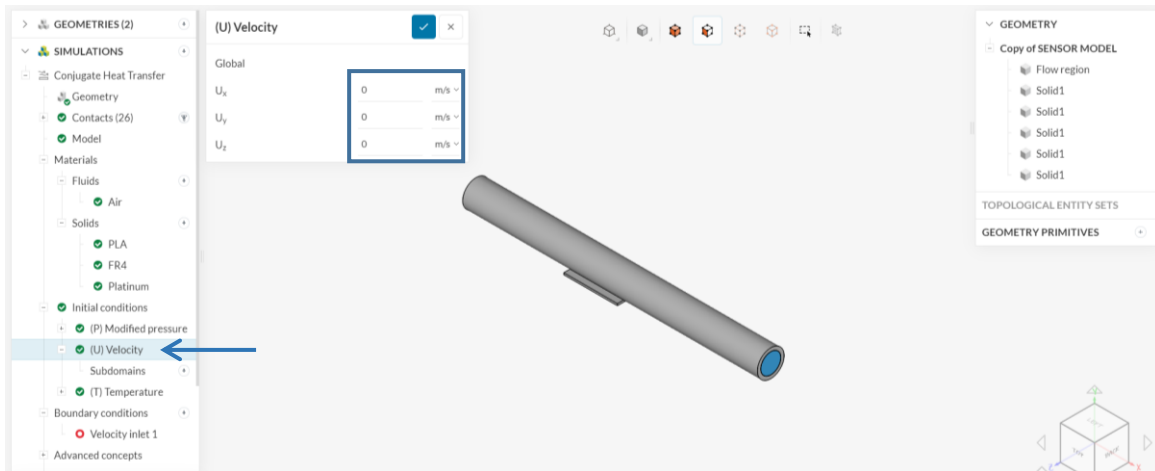 GEOMETRIES (2)
SIMULATIONS
Conjugate Heat Transfer
Geometry
Contacts (26)
Model
Materials
Fluids
Air
Solids
PLA
FR4
Platinum
Initial conditions
(P) Modified pressure
(U) Velocity
Subdomains
(T) Temperature
Boundary conditions
Velocity inlet 1
Advanced concepts
(U) Velocity
Global
Ux 0 m/s
Uy 0 m/s
Uz 0 m/s
GEOMETRY
Copy of SENSOR MODEL
Flow region
Solid1
Solid1
Solid1
Solid1
Solid1
TOPOLOGICAL ENTITY SETS
GEOMETRY PRIMITIVES
TOP
BACK
Z
X